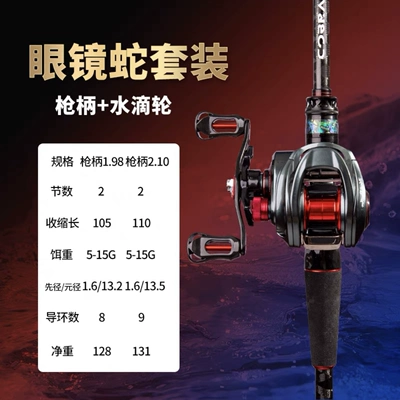 眼镜蛇套装
枪柄+水滴轮
规格 枪柄1.98 枪柄2.10
节数 2 2
收缩长 105 110
饵重 5-15G 5-15G
先径/元径 1.6/13.2 1.6/13.5
导环数 8 9
净重 128 131
COBRA